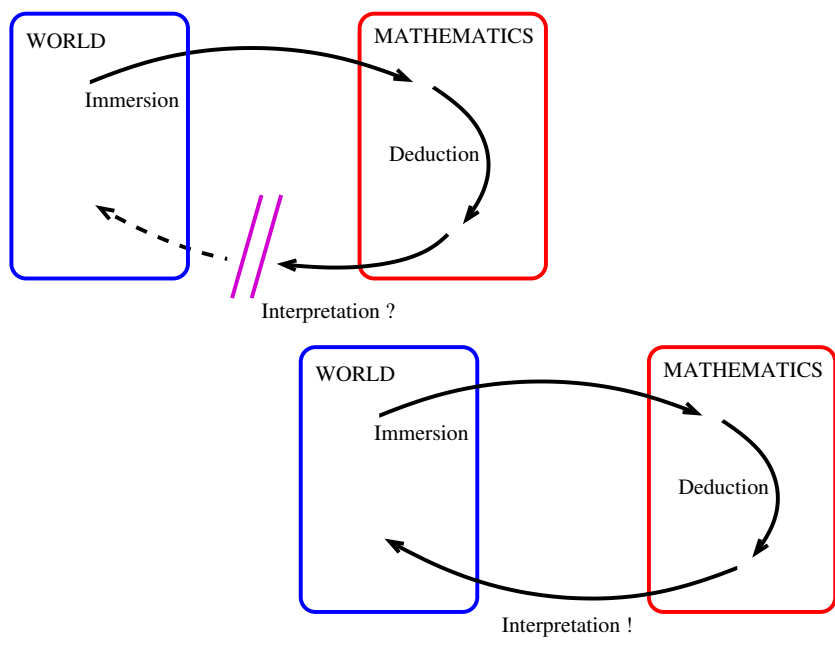 WORLD
MATHEMATICS
Immersion
Deduction
Interpretation ?
WORLD
MATHEMATICS
Immersion
Deduction
Interpretation !